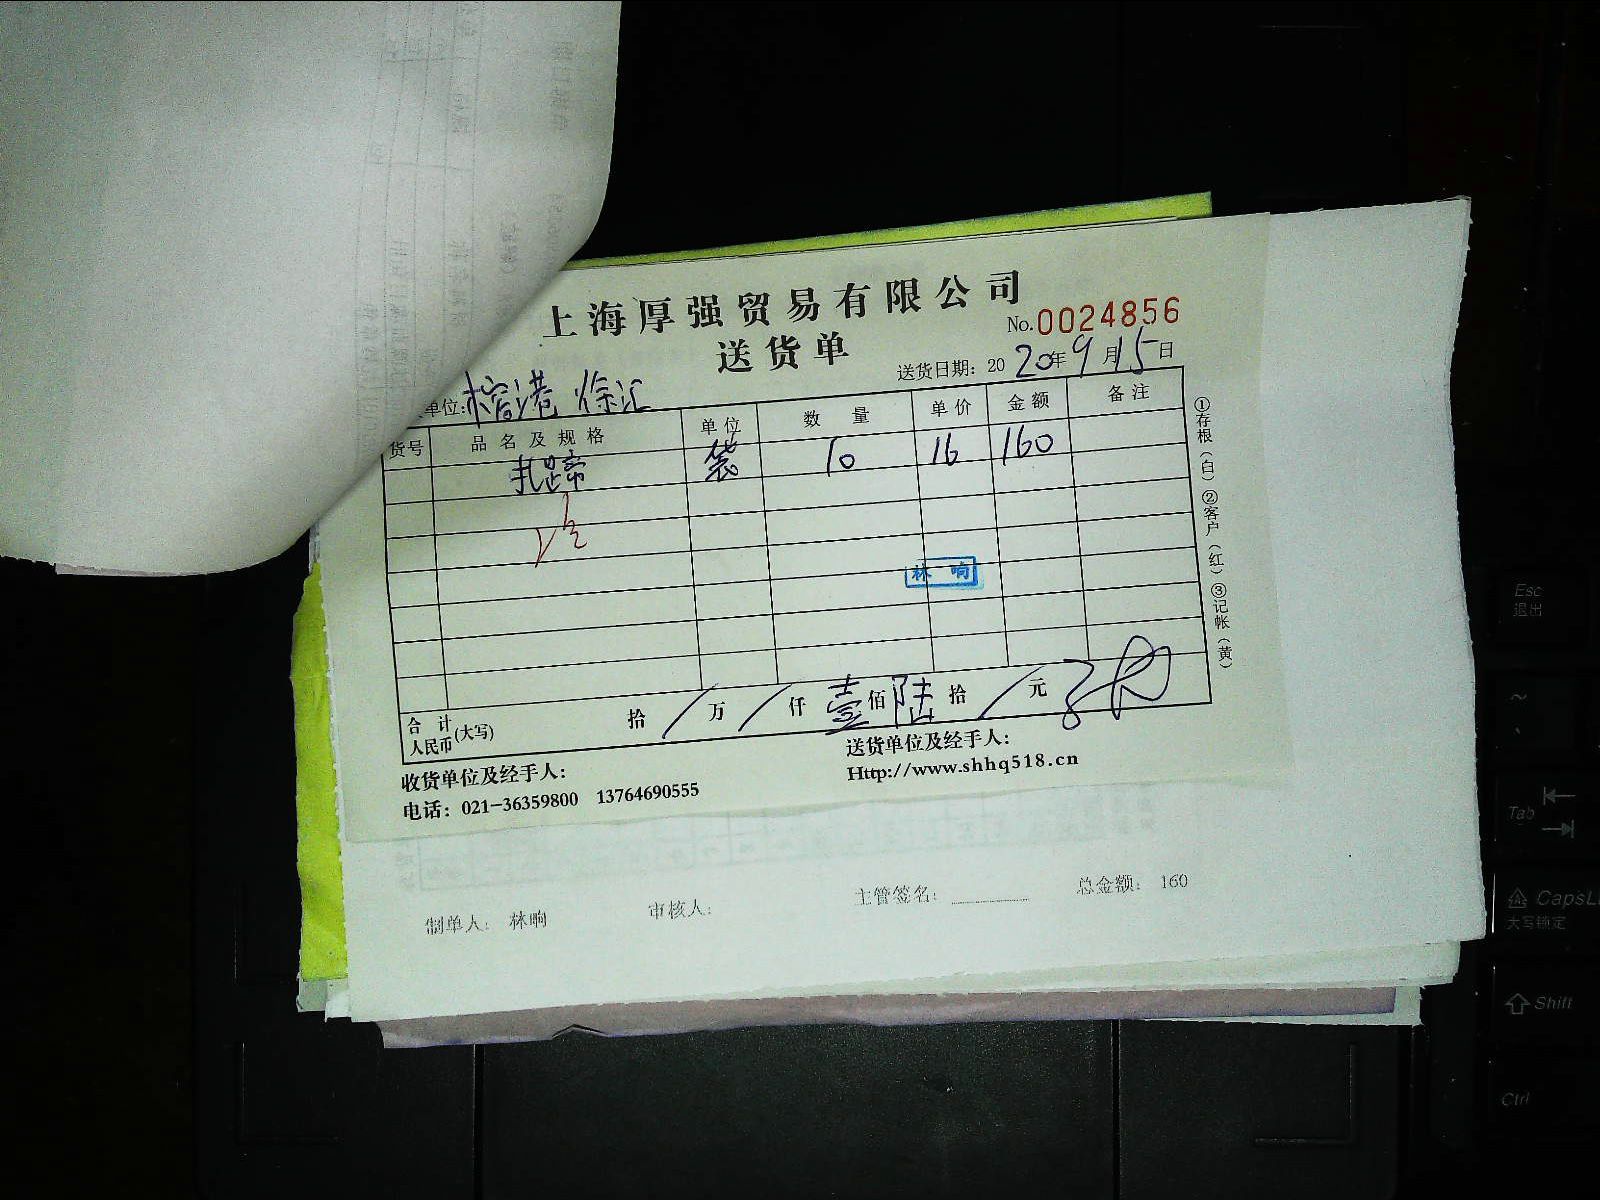 上海厚强贸易有限公司
No.0024856
送货单
送货日期：2020年9月15日
单位：榕港 徐汇
货号 品名及规格 单位 数量 单价 金额 备注
扎蹄 袋 10 16 160
1/2
林晌
合计人民币(大写) 拾/万/仟壹佰陆拾/元
①存根（白）②客户（红）③记帐（黄）
收货单位及经手人：
送货单位及经手人：
电话：021-36359800 13764690555
Http://www.shhq518.cn
制单人： 林晌
审核人：
主管签名：
总金额： 160
Esc
退出
~
Tab
CapsL
大写锁定
Shift
Ctrl